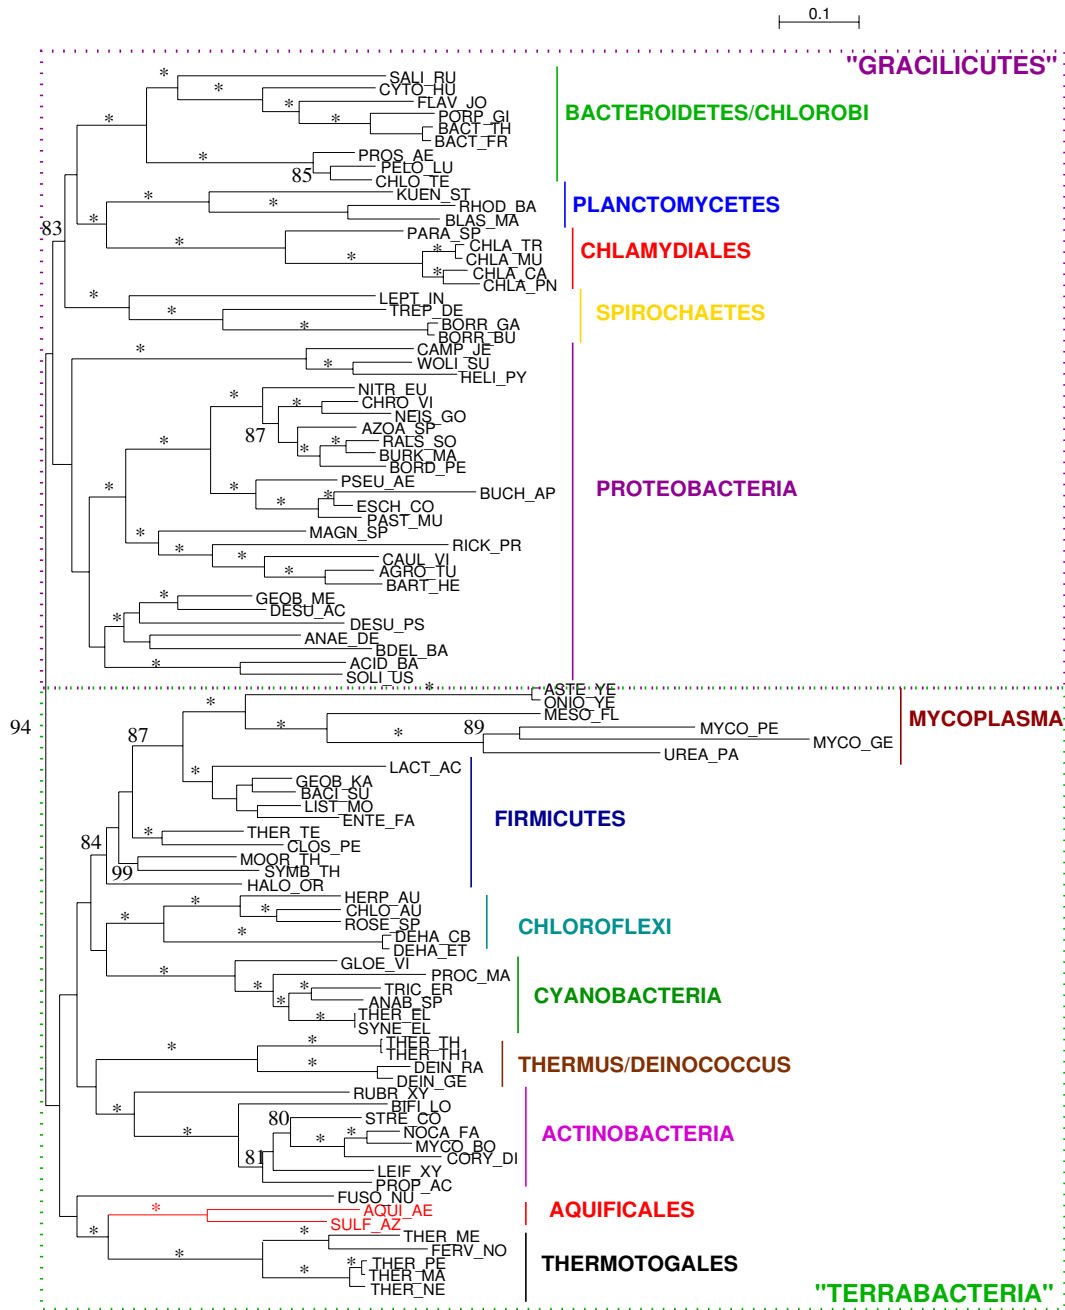 0.1
"GRACILICUTES"
*
SALI_RU
*
CYTO_HU
*
FLAV_JO
*
*
PORP_GI
BACTEROIDETES/CHLOROBI
BACT_TH
BACT_FR
*
PROS_AE
PELO_LU
85
CHLO_TE
*
KUEN_ST
*
RHOD_BA
PLANCTOMYCETES
*
BLAS_MA
83
PARA_SP
*
*
CHLA_TR
CHLAMYDIALES
*
CHLA_MU
*
CHLA_CA
CHLA_PN
*
LEPT_IN
*
TREP_DE
SPIROCHAETES
*
BORR_GA
BORR_BU
*
CAMP_JE
*
WOLI_SU
HELI_PY
NITR_EU
*
*
CHRO_VI
NEIS_GO
87
AZOA_SP
*
*
*
RALS_SO
BURK_MA
BORD_PE
PSEU_AE
*
*
*
*
BUCH_AP
PROTEOBACTERIA
ESCH_CO
PAST_MU
*
MAGN_SP
*
RICK_PR
*
CAUL_VI
*
AGRO_TU
BART_HE
*
GEOB_ME
DESU_AC
*
DESU_PS
ANAE_DE
BDEL_BA
*
ACID_BA
SOLI_US
*
ASTE_YE
*
ONIO_YE
MESO_FL
94
*
*
89
MYCO_PE
MYCOPLASMA
87
MYCO_GE
UREA_PA
*
LACT_AC
GEOB_KA
BACI_SU
LIST_MO
ENTE_FA
FIRMICUTES
*
THER_TE
84
CLOS_PE
MOOR_TH
99
SYMB_TH
HALO_OR
*
HERP_AU
*
*
CHLO_AU
ROSE_SP
CHLOROFLEXI
*
DEHA_CB
DEHA_ET
*
GLOE_VI
PROC_MA
*
*
TRIC_ER
CYANOBACTERIA
*
ANAB_SP
*
THER_EL
SYNE_EL
*
*
THER_TH
THER_TH1
*
DEIN_RA
THERMUS/DEINOCOCCUS
DEIN_GE
RUBR_XY
*
BIFI_LO
80
STRE_CO
*
*
*
NOCA_FA
ACTINOBACTERIA
MYCO_BO
81
CORY_DI
LEIF_XY
PROP_AC
FUSO_NU
*
AQUI_AE
AQUIFICALES
SULF_AZ
*
*
THER_ME
*
FERV_NO
*
THER_PE
THERMOTOGALES
*
THER_MA
THER_NE
"TERRABACTERIA"